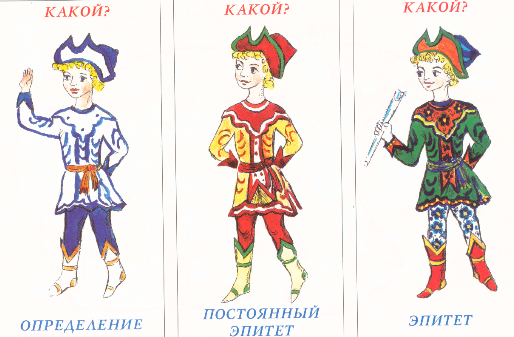 КАКОЙ?
ОПРЕДЕЛЕНИЕ
КАКОЙ?
ПОСТОЯННЫЙ
ЭПИТЕТ
КАКОЙ?
ЭПИТЕТ